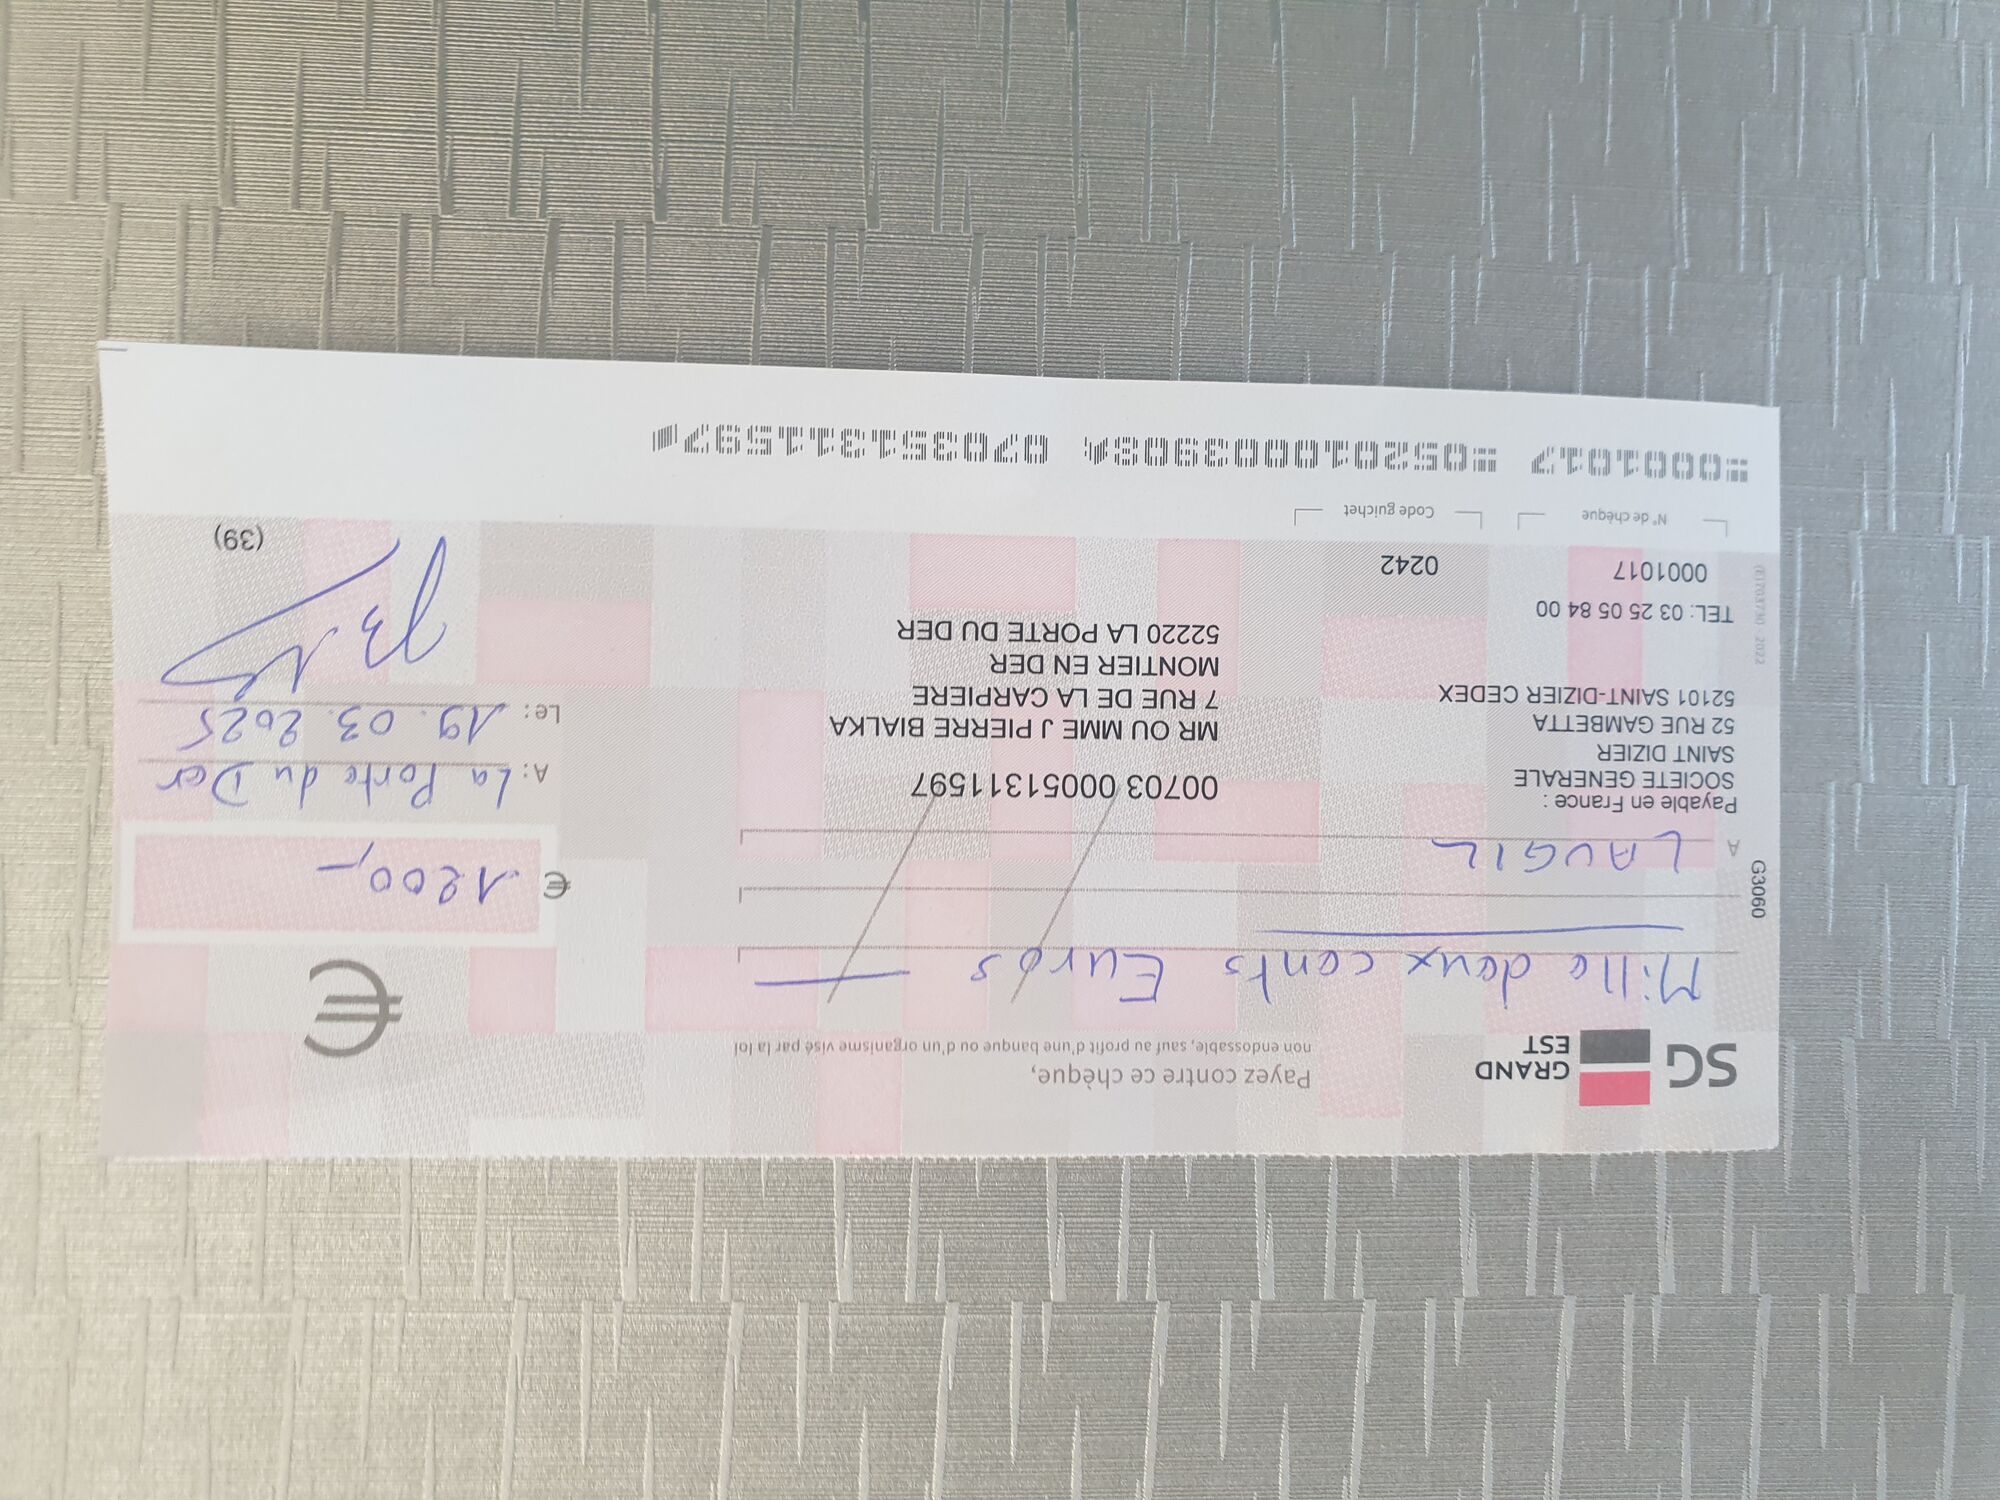 SG GRAND EST
Payez contre ce chèque,
non endossable, sauf au profit d'une banque ou d'un organisme visé par la loi
€
Mille deux cents Euros
G3060
€ 1200,-
A LAUGIL
Payable en France :
SOCIETE GENERALE
SAINT DIZIER
52 RUE GAMBETTA
52101 SAINT-DIZIER CEDEX
TEL: 03 25 05 84 00
00703 00051311597
MR OU MME J PIERRE BIALKA
7 RUE DE LA CARPIERE
MONTIER EN DER
52220 LA PORTE DU DER
A: La Porte du Der
Le: 19.03.2025
0001017
0242
N° de chèque
Code guichet
(39)
0001017 052010003908 070351311597